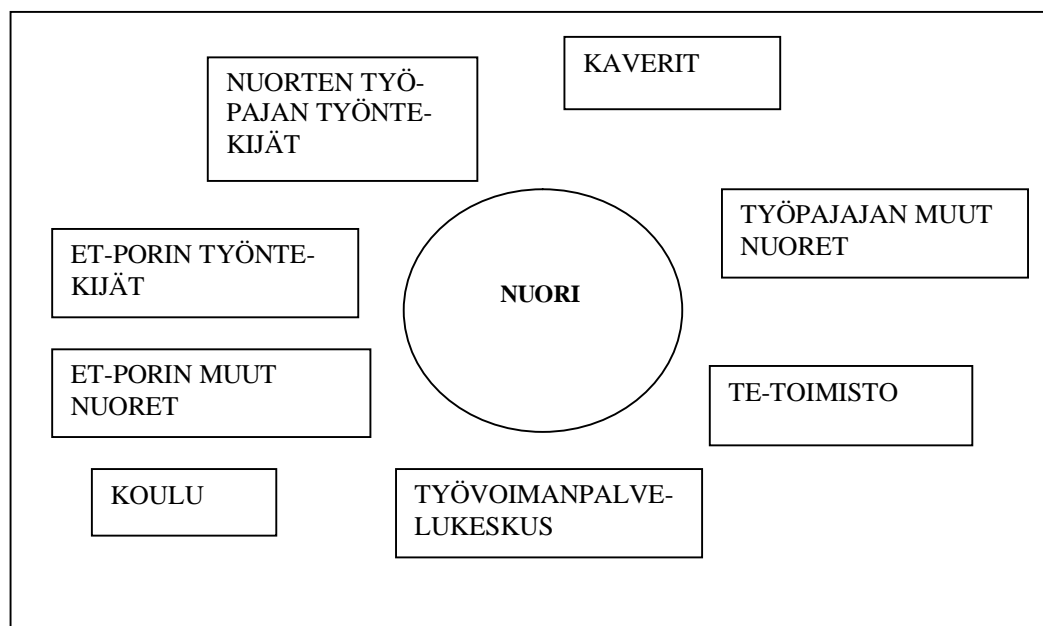 KAVERIT
NUORTEN TYÖ-
PAJAN TYÖNTE-
KIJÄT
TYÖPAJAJAN MUUT
NUORET
ET-PORIN TYÖNTE-
KIJÄT
NUORI
ET-PORIN MUUT
NUORET
TE-TOIMISTO
KOULU
TYÖVOIMANPALVE-
LUKESKUS